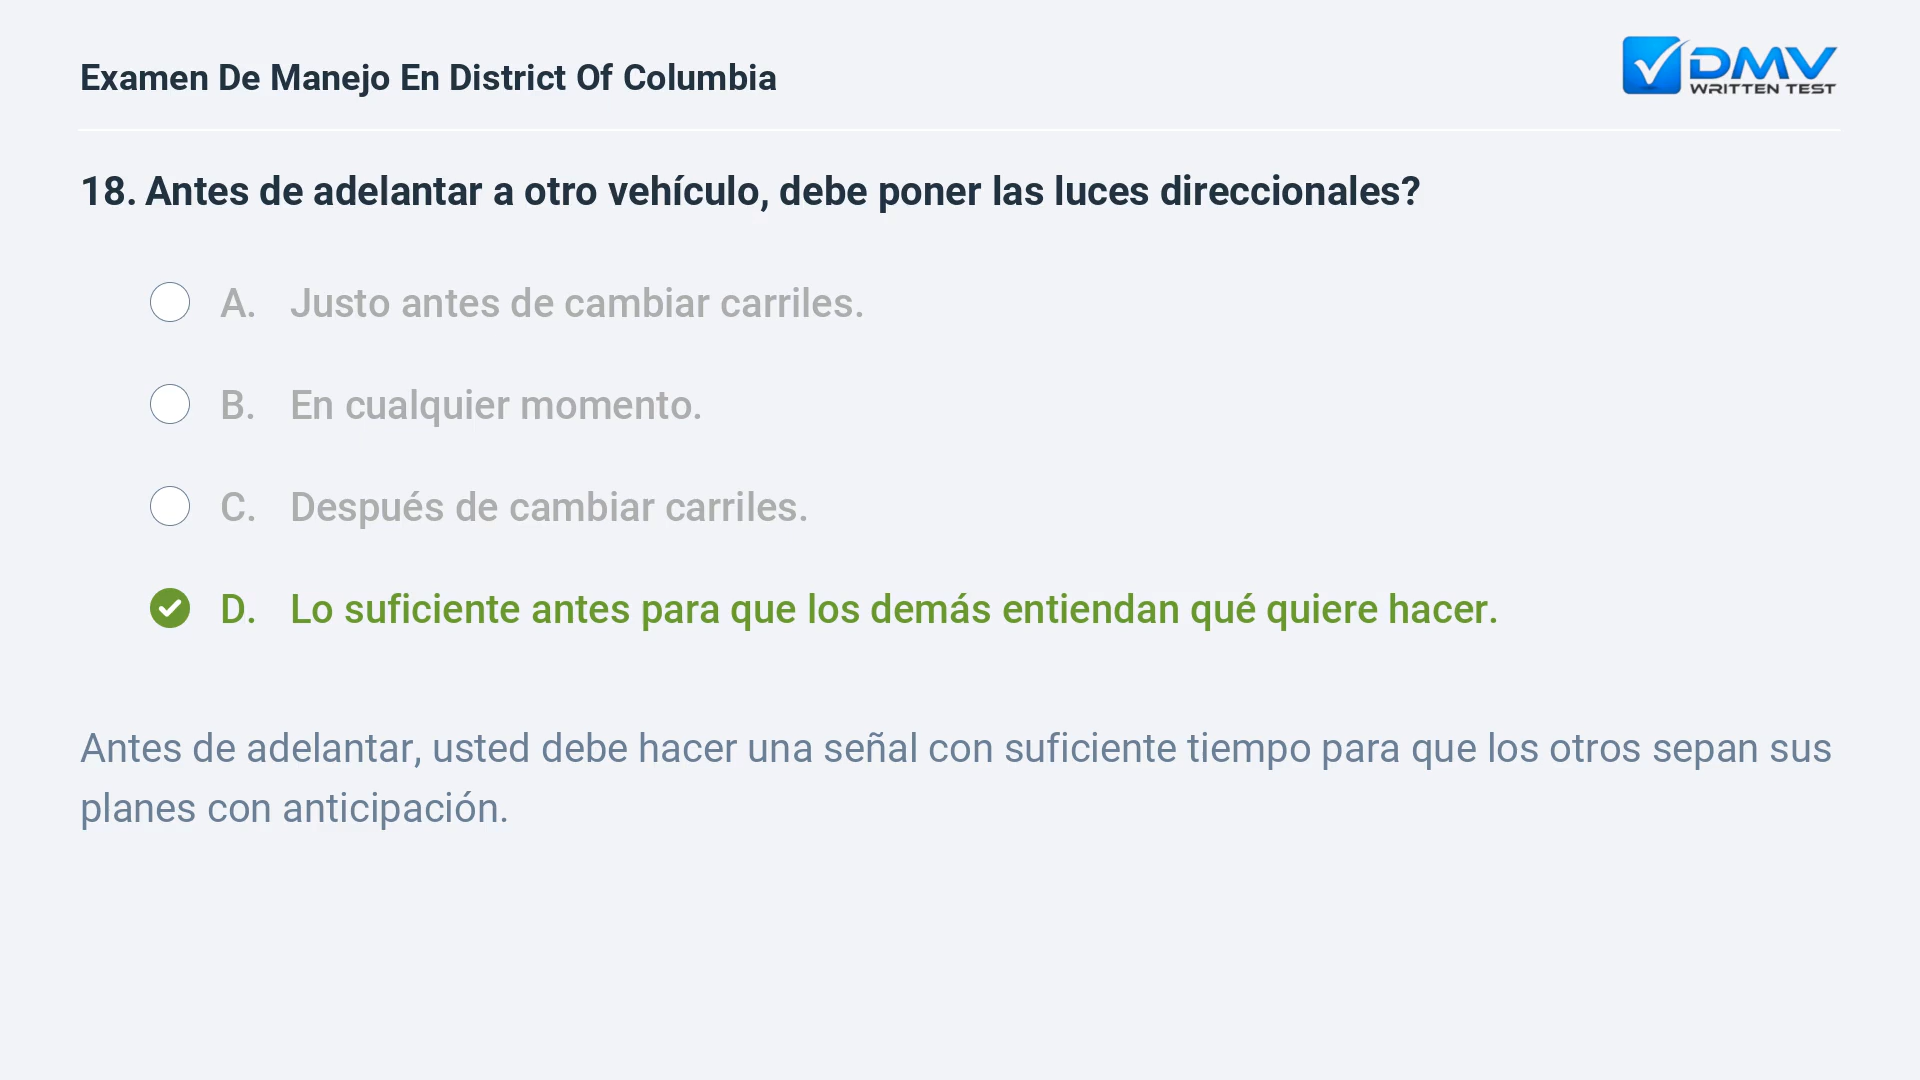 Examen De Manejo En District Of Columbia
DMV
WRITTEN TEST
18. Antes de adelantar a otro vehículo, debe poner las luces direccionales?
A. Justo antes de cambiar carriles.
B. En cualquier momento.
C. Después de cambiar carriles.
D. Lo suficiente antes para que los demás entiendan qué quiere hacer.
Antes de adelantar, usted debe hacer una señal con suficiente tiempo para que los otros sepan sus
planes con anticipación.